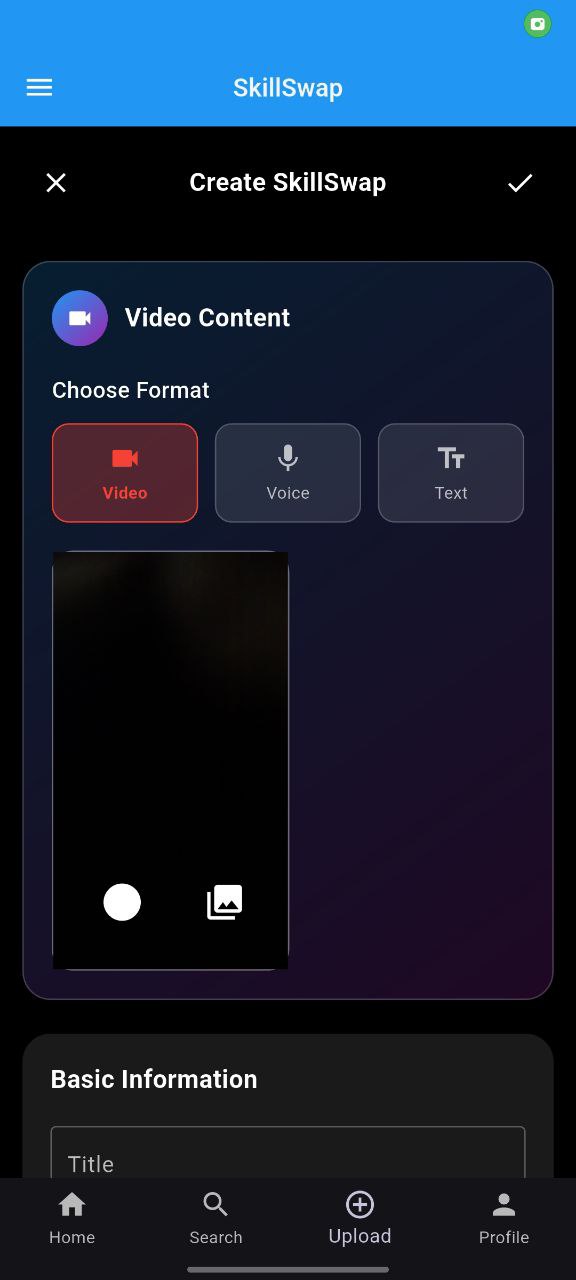 SkillSwap
Create SkillSwap
Video Content
Choose Format
Video
Voice
Text
Basic Information
Title
Home
Search
Upload
Profile